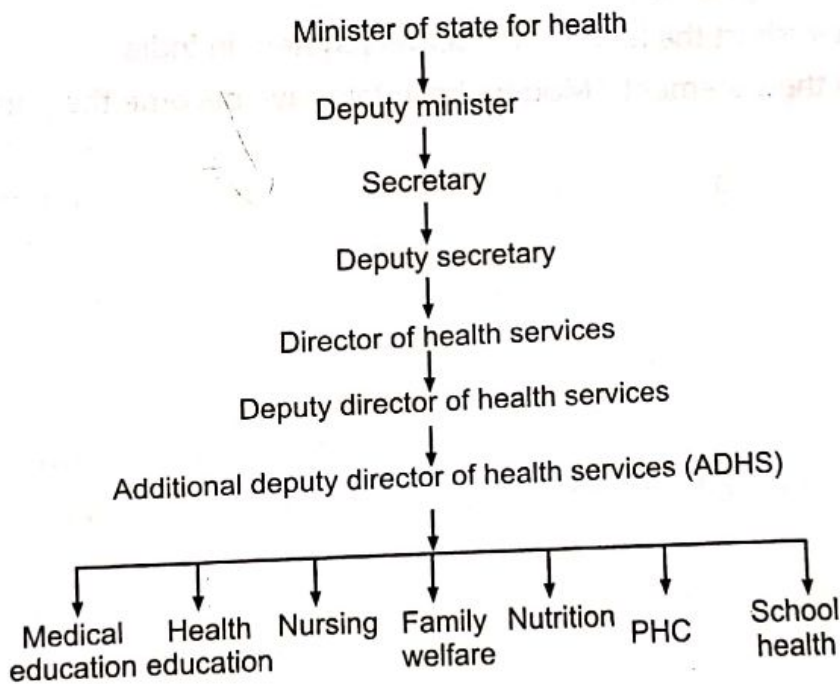 Minister of state for health
Deputy minister
Secretary
Deputy secretary
Director of health services
Deputy director of health services
Additional deputy director of health services (ADHS)
Medical
education
Health
education
Nursing
Family
welfare
Nutrition
PHC
School
health